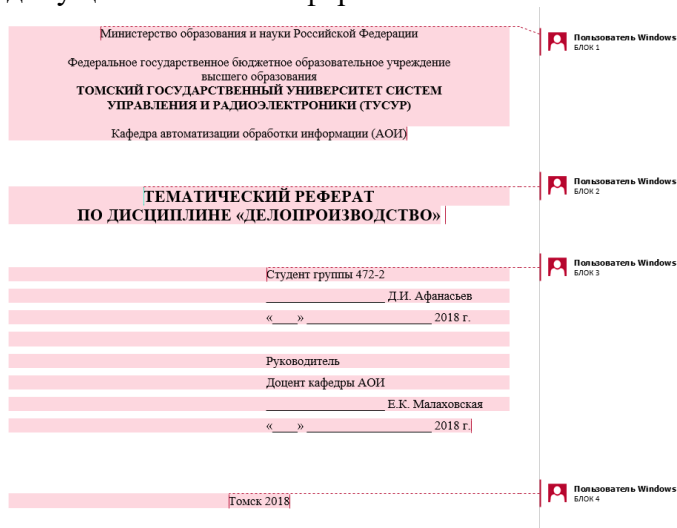 Министерство образования и науки Российской Федерации
Пользователь Windows
БЛОК 1
Федеральное государственное бюджетное образовательное учреждение
высшего образования
ТОМСКИЙ ГОСУДАРСТВЕННЫЙ УНИВЕРСИТЕТ СИСТЕМ
УПРАВЛЕНИЯ И РАДИОЭЛЕКТРОНИКИ (ТУСУР)
Кафедра автоматизации обработки информации (АОИ)
Пользователь Windows
БЛОК 2
ТЕМАТИЧЕСКИЙ РЕФЕРАТ
ПО ДИСЦИПЛИНЕ «ДЕЛОПРОИЗВОДСТВО»
Пользователь Windows
БЛОК 3
Студент группы 472-2
___________________ Д.И. Афанасьев
«____» ____________________ 2018 г.
Руководитель
Доцент кафедры АОИ
___________________ Е.К. Малаховская
«____» ____________________ 2018 г.
Пользователь Windows
БЛОК 4
Томск 2018